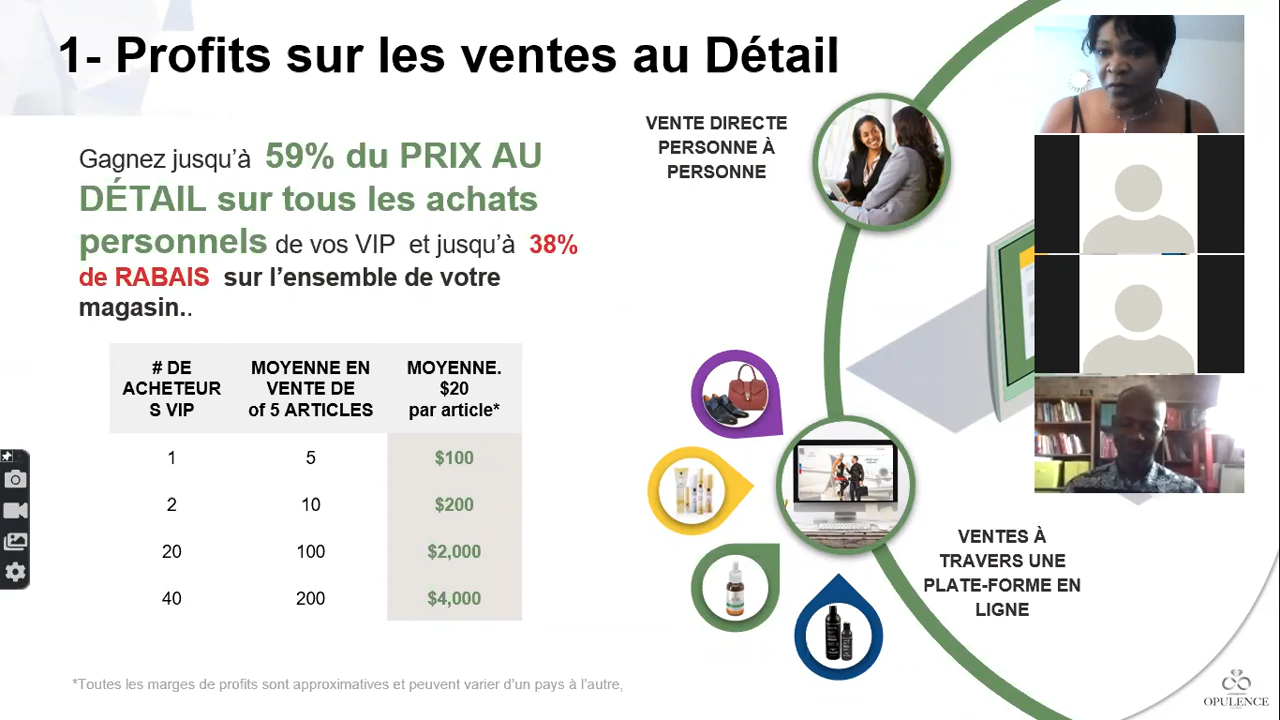 1- Profits sur les ventes au Détail
Gagnez jusqu'à 59% du PRIX AU
DÉTAIL sur tous les achats
personnels de vos VIP et jusqu'à 38%
de RABAIS sur l'ensemble de votre
magasin..
VENTE DIRECTE
PERSONNE À
PERSONNE
# DE
ACHETEUR
S VIP
MOYENNE EN
VENTE DE
of 5 ARTICLES
MOYENNE.
$20
par article*
1 5 $100
2 10 $200
20 100 $2,000
40 200 $4,000
VENTES À
TRAVERS UNE
PLATE-FORME EN
LIGNE
*Toutes les marges de profits sont approximatives et peuvent varier d'un pays à l'autre,
OPULENCE